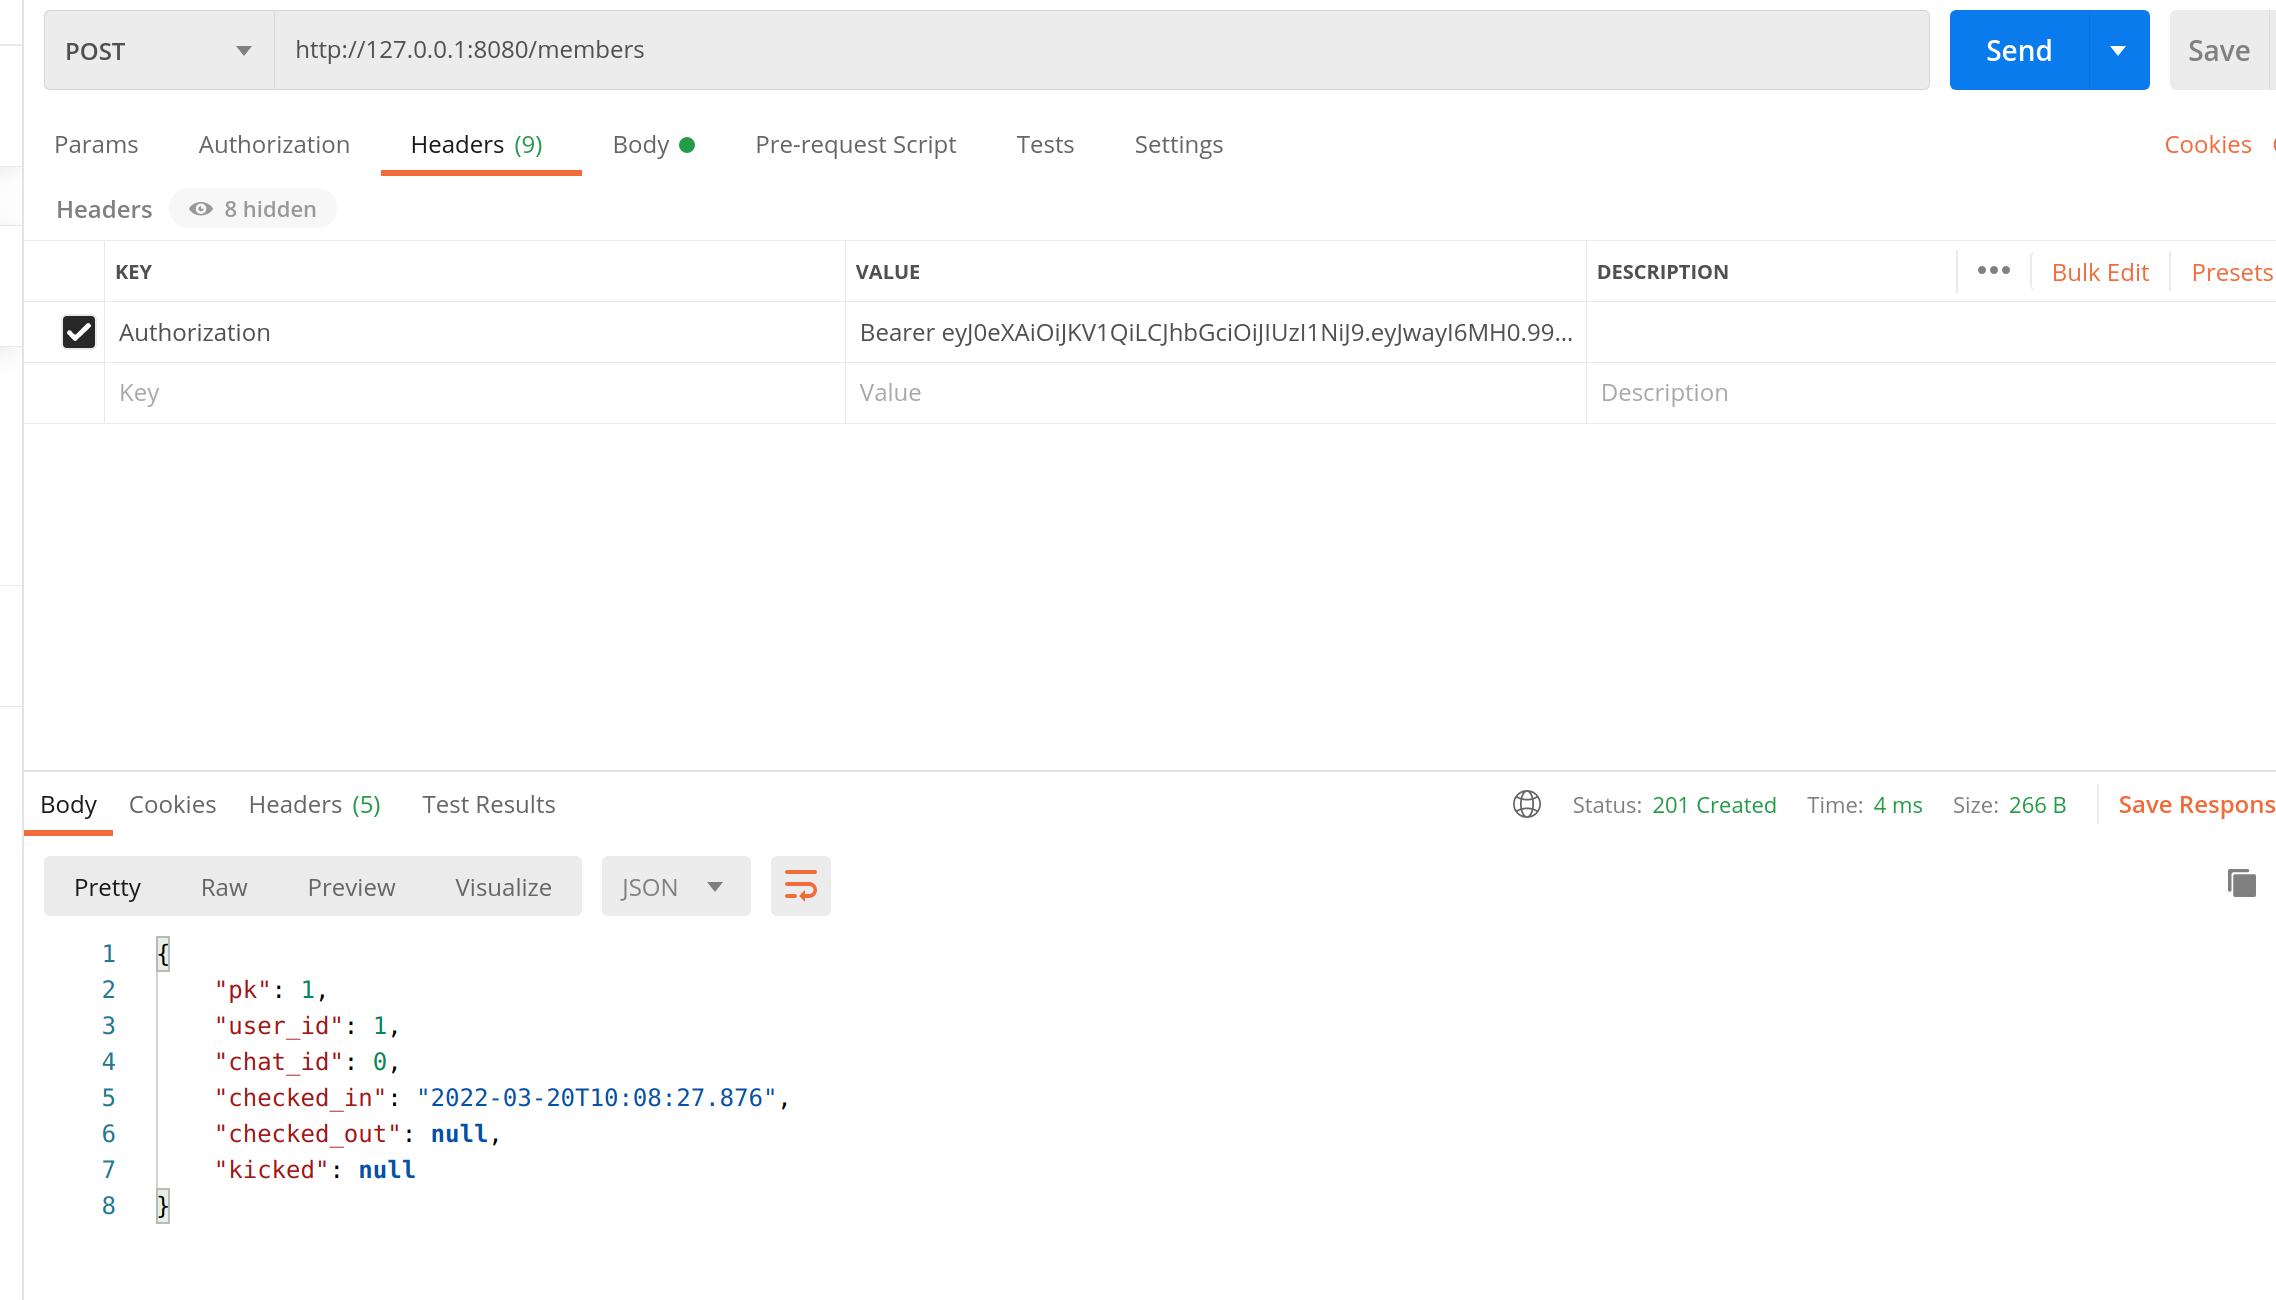 POST http://127.0.0.1:8080/members Send Save
Params Authorization Headers (9) Body Pre-request Script Tests Settings Cookies
Headers 8 hidden
KEY VALUE DESCRIPTION ••• Bulk Edit Presets
Authorization Bearer eyJ0eXAiOiJKV1QiLCJhbGciOiJIUzI1NiJ9.eyJwayI6MH0.99...
Key Value Description
Body Cookies Headers (5) Test Results Status: 201 Created Time: 4 ms Size: 266 B Save Respons
Pretty Raw Preview Visualize JSON
1 {
2 "pk": 1,
3 "user_id": 1,
4 "chat_id": 0,
5 "checked_in": "2022-03-20T10:08:27.876",
6 "checked_out": null,
7 "kicked": null
8 }